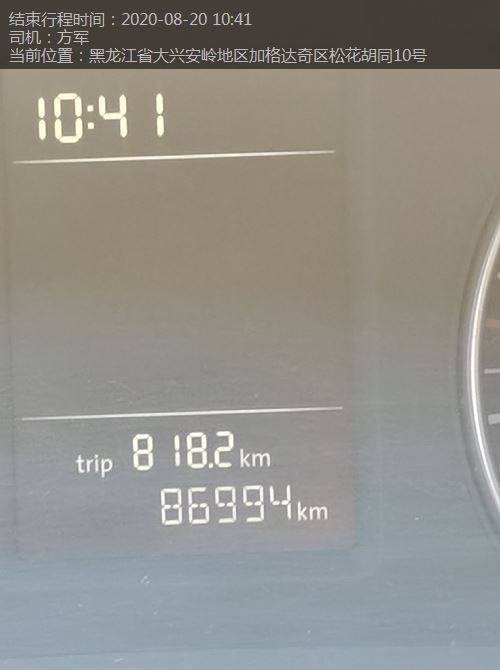 结束行程时间：2020-08-20 10:41
司机：方军
当前位置：黑龙江省大兴安岭地区加格达奇区松花胡同10号
10:41
trip 818.2 km
86994 km